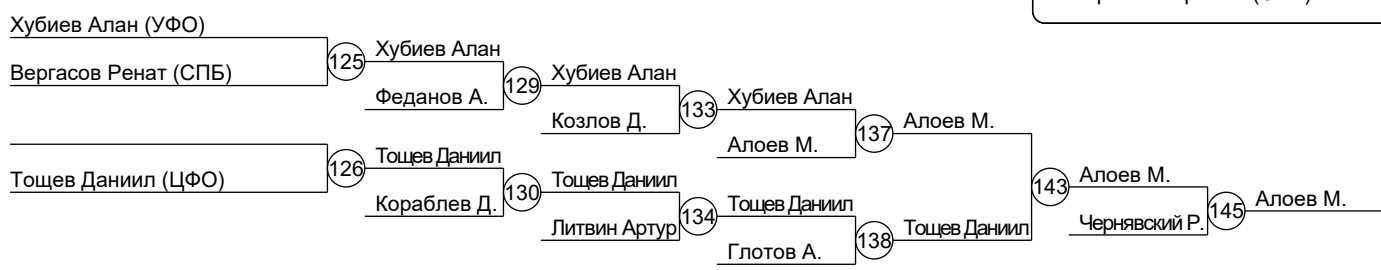 Хубиев Алан (УФО)
125
Хубиев Алан
Вергасов Ренат (СПБ)
129
Хубиев Алан
Феданов А.
133
Хубиев Алан
Козлов Д.
137
Алоев М.
Алоев М.
126
Тощев Даниил
Тощев Даниил (ЦФО)
130
Тощев Даниил
Кораблев Д.
134
Тощев Даниил
Литвин Артур
138
Тощев Даниил
Глотов А.
143
Алоев М.
145
Алоев М.
Чернявский Р.